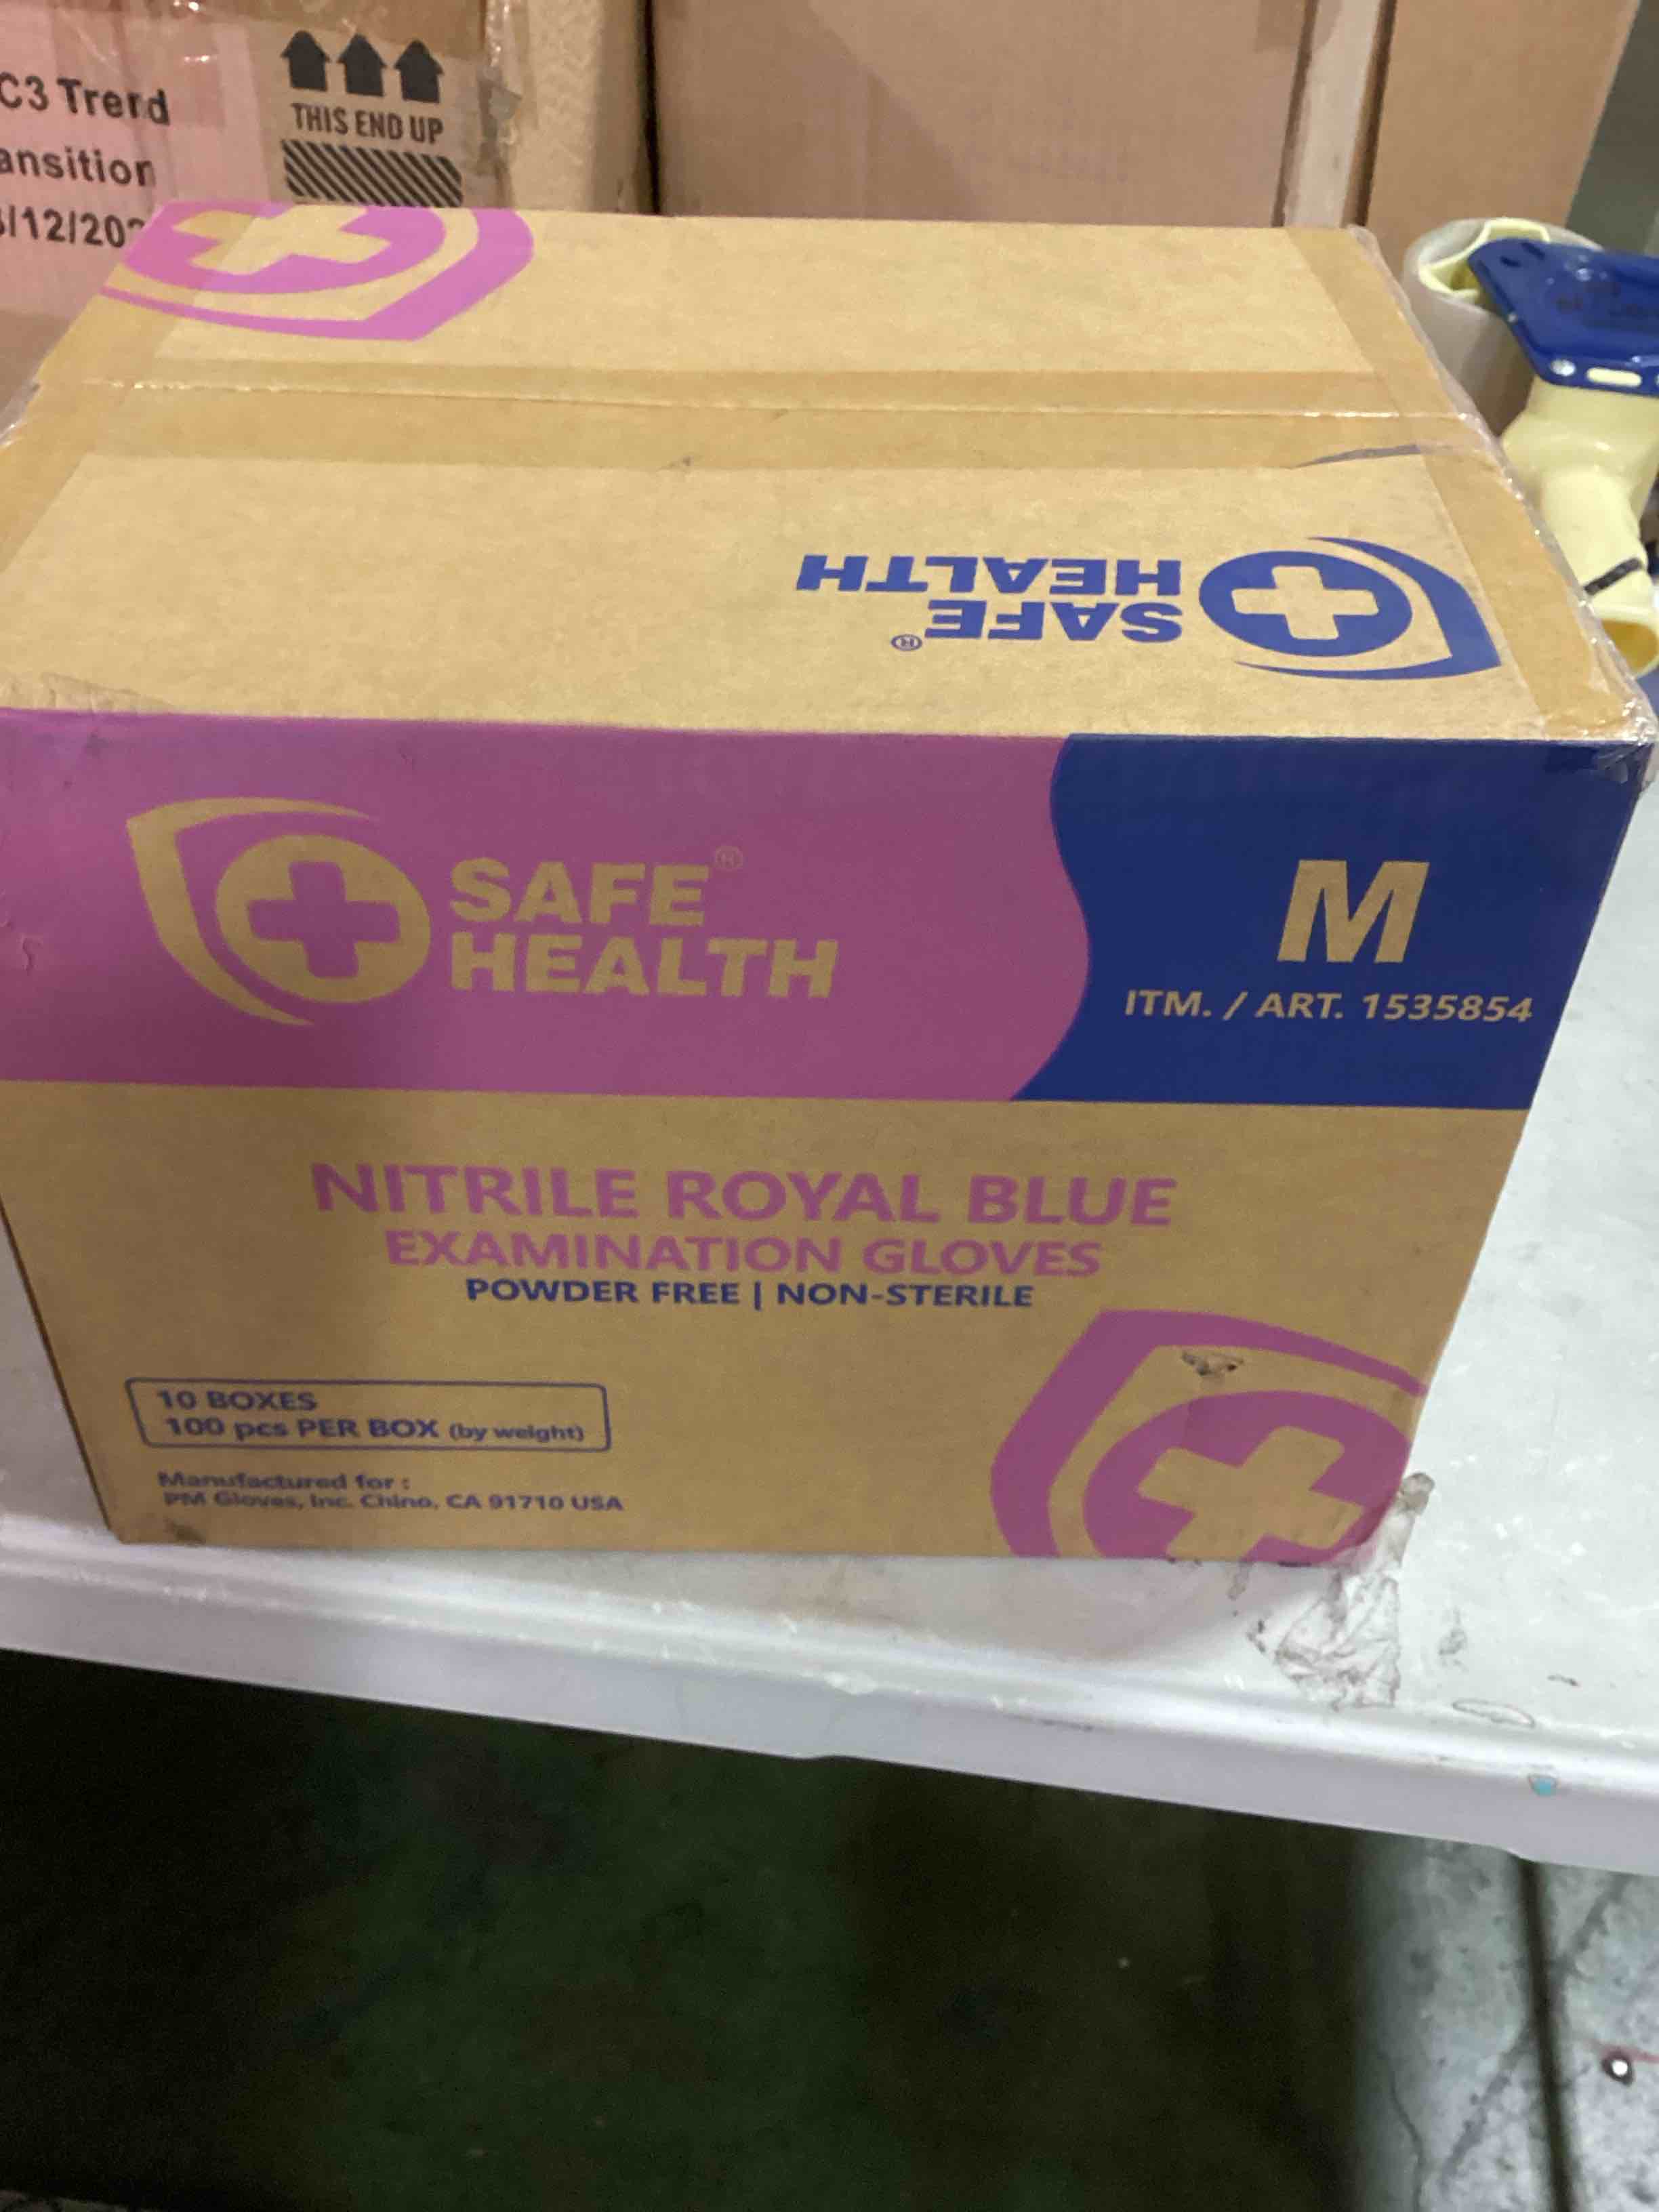 C3 Trend
ansition
/12/202
THIS END UP
SAFE®
HEALTH
SAFE®
HEALTH
M
ITM. / ART. 1535854
NITRILE ROYAL BLUE
EXAMINATION GLOVES
POWDER FREE | NON-STERILE
10 BOXES
100 pcs PER BOX (by weight)
Manufactured for :
PM Gloves, Inc. Chino, CA 91710 USA